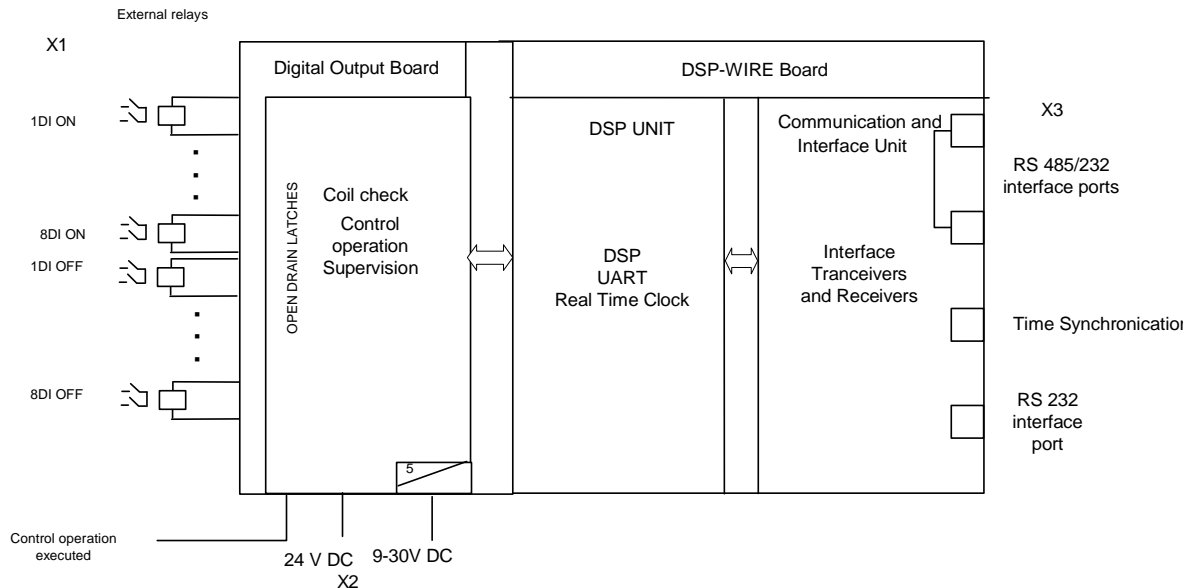 External relays
X1
Digital Output Board
DSP-WIRE Board
1DI ON
8DI ON
1DI OFF
8DI OFF
OPEN DRAIN LATCHES
Coil check
Control
operation
Supervision
DSP UNIT
DSP
UART
Real Time Clock
Communication and
Interface Unit
Interface
Tranceivers
and Receivers
X3
RS 485/232
interface ports
Time Synchronication
RS 232
interface
port
5
Control operation
executed
24 V DC
9-30V DC
X2